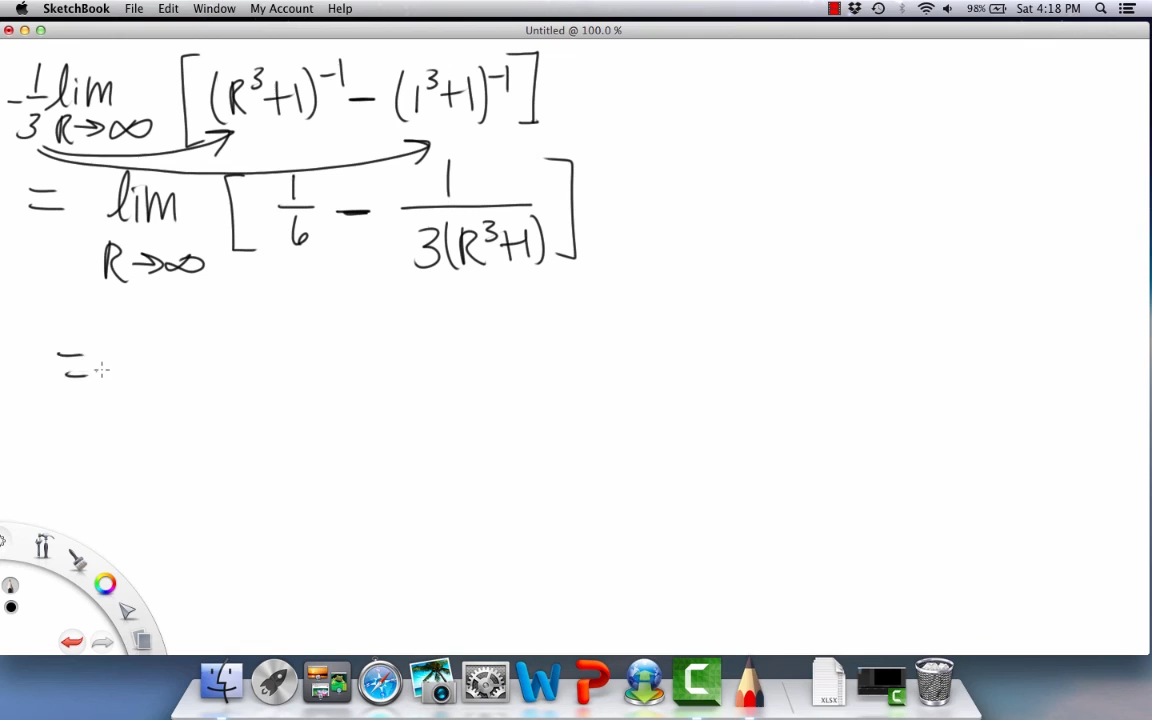 SketchBook File Edit Window My Account Help 98% Sat 4:18 PM
Untitled @ 100.0 %
-1/3 lim R→∞ [(R³+1)⁻¹ - (1³+1)⁻¹]
= lim R→∞ [1/6 - 1/3(R³+1)]
=
W P C
XLSX C